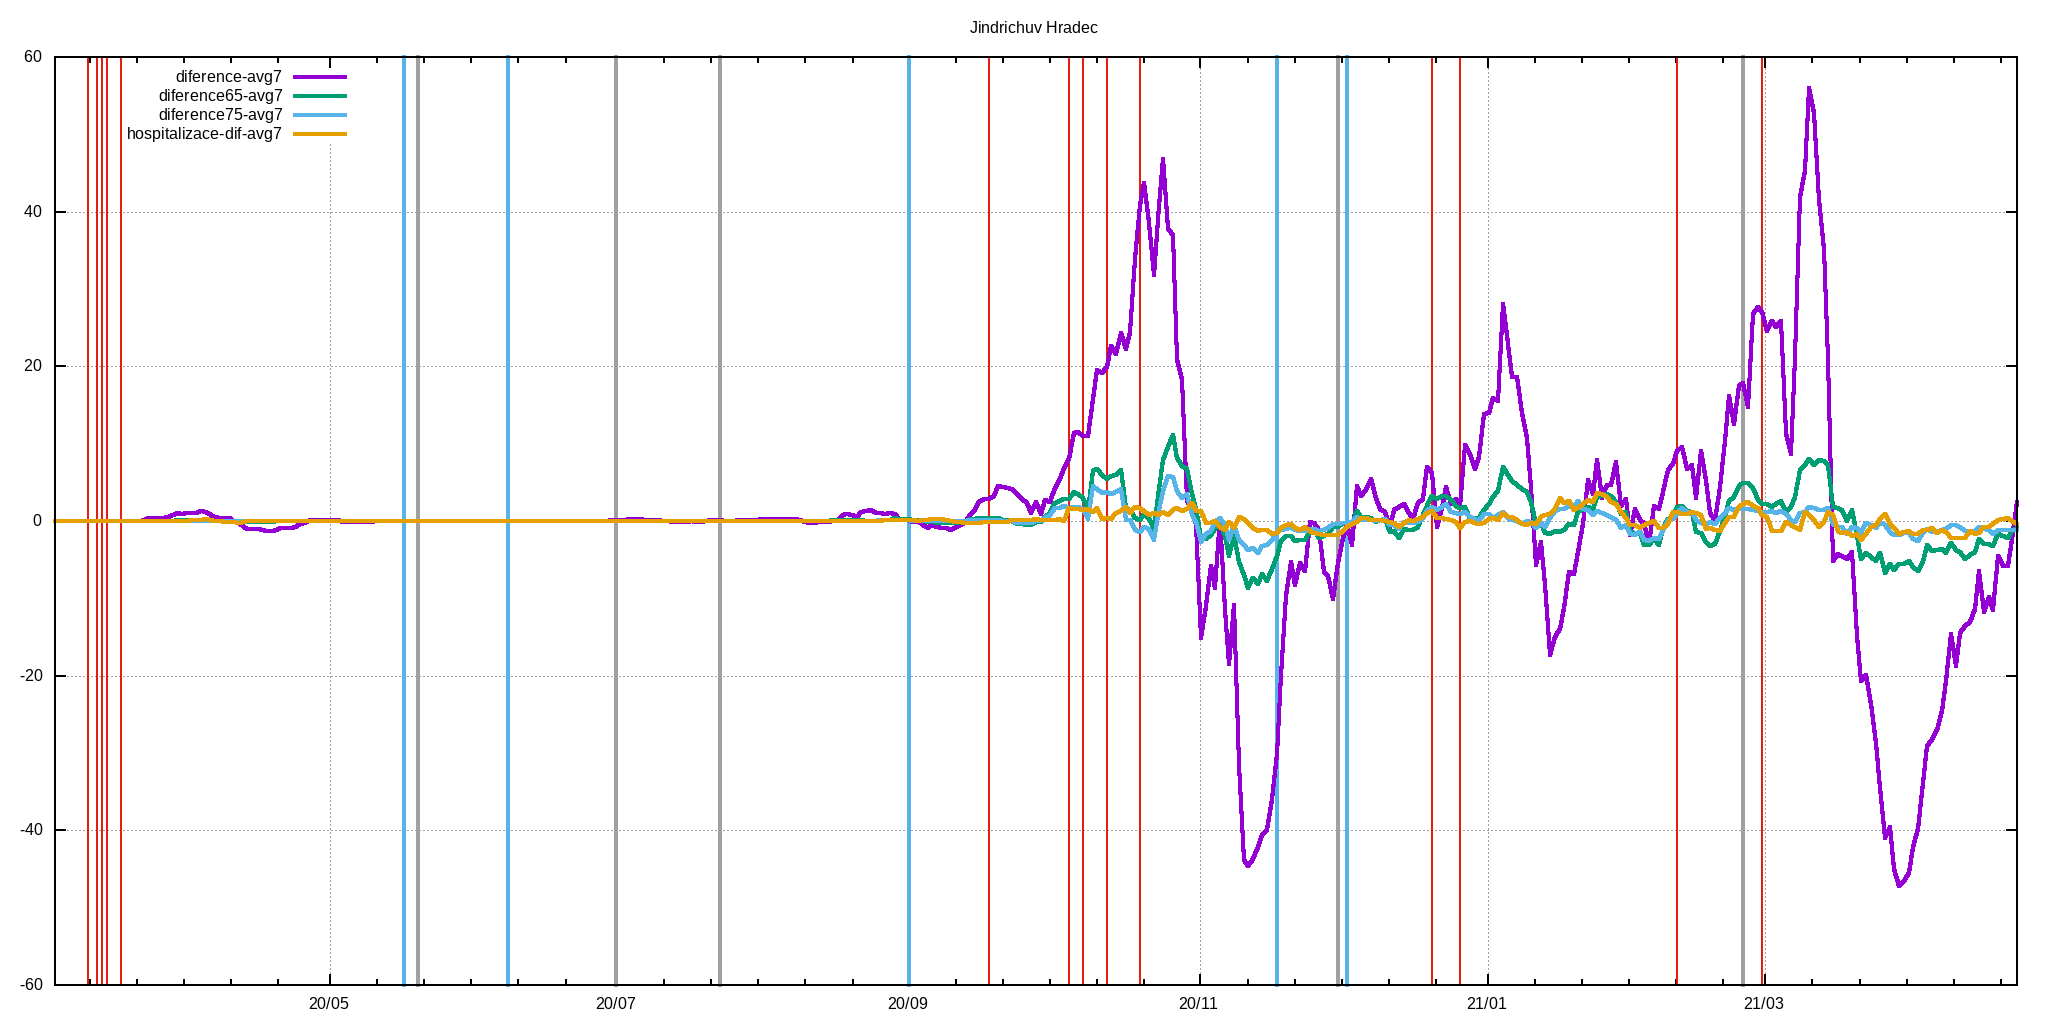 Jindrichuv Hradec
60
diference-avg7
diference65-avg7
diference75-avg7
hospitalizace-dif-avg7
40
20
0
-20
-40
-60
20/05 20/07 20/09 20/11 21/01 21/03